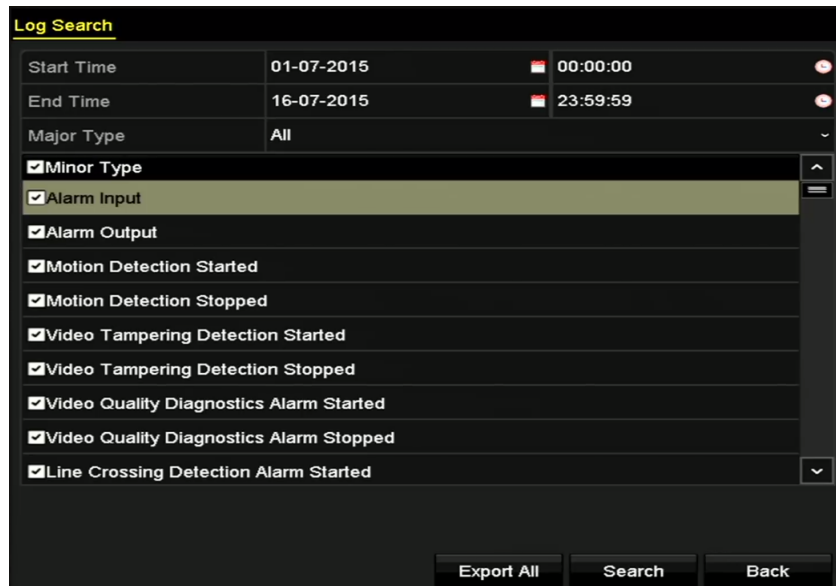 Log Search
Start Time 01-07-2015 00:00:00
End Time 16-07-2015 23:59:59
Major Type All
Minor Type
Alarm Input
Alarm Output
Motion Detection Started
Motion Detection Stopped
Video Tampering Detection Started
Video Tampering Detection Stopped
Video Quality Diagnostics Alarm Started
Video Quality Diagnostics Alarm Stopped
Line Crossing Detection Alarm Started
Export All Search Back